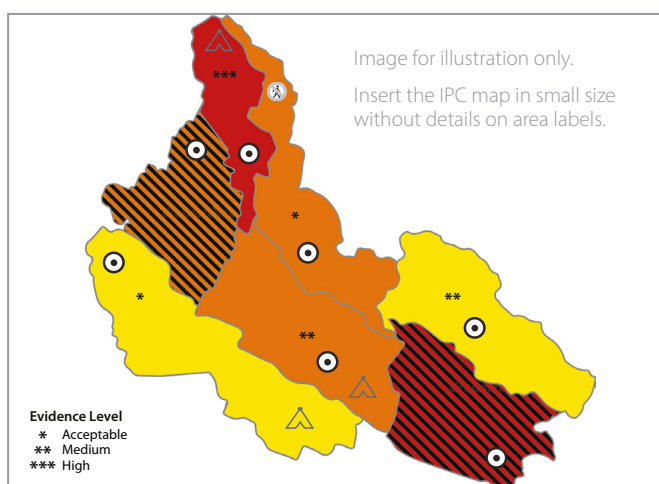 Image for illustration only.
Insert the IPC map in small size
without details on area labels.
***
*
*
**
**
Evidence Level
* Acceptable
** Medium
*** High